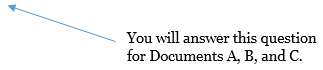 You will answer this question
for Documents A, B, and C.